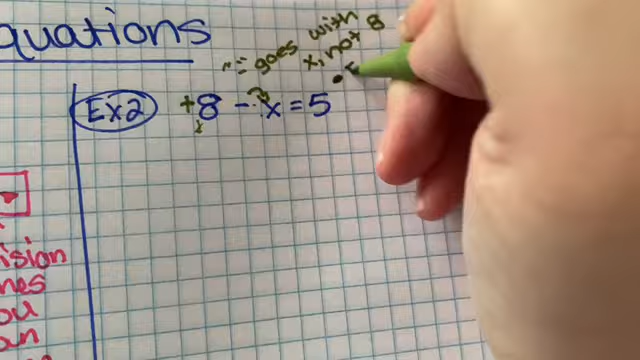 quations
"-" goes with
x, not 8
Ex2
+8 - x = 5
ision
nes
ou
an